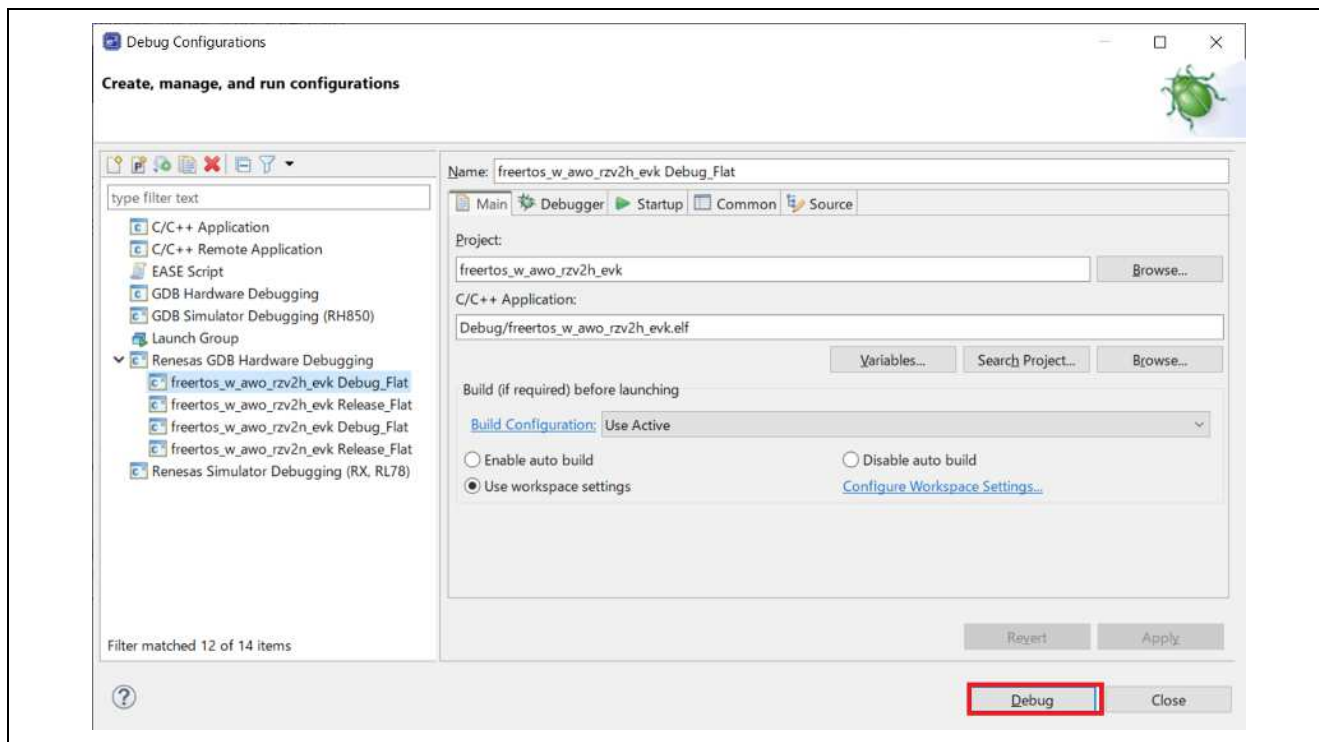 Debug Configurations
Create, manage, and run configurations
type filter text
C/C++ Application
C/C++ Remote Application
EASE Script
GDB Hardware Debugging
GDB Simulator Debugging (RH850)
Launch Group
Renesas GDB Hardware Debugging
freertos_w_awo_rzv2h_evk Debug_Flat
freertos_w_awo_rzv2h_evk Release_Flat
freertos_w_awo_rzv2n_evk Debug_Flat
freertos_w_awo_rzv2n_evk Release_Flat
Renesas Simulator Debugging (RX, RL78)
Filter matched 12 of 14 items
Name: freertos_w_awo_rzv2h_evk Debug_Flat
Main Debugger Startup Common Source
Project:
freertos_w_awo_rzv2h_evk Browse...
C/C++ Application:
Debug/freertos_w_awo_rzv2h_evk.elf
Variables... Search Project... Browse...
Build (if required) before launching
Build Configuration: Use Active
Enable auto build Disable auto build
Use workspace settings Configure Workspace Settings...
Revert Apply
Debug Close